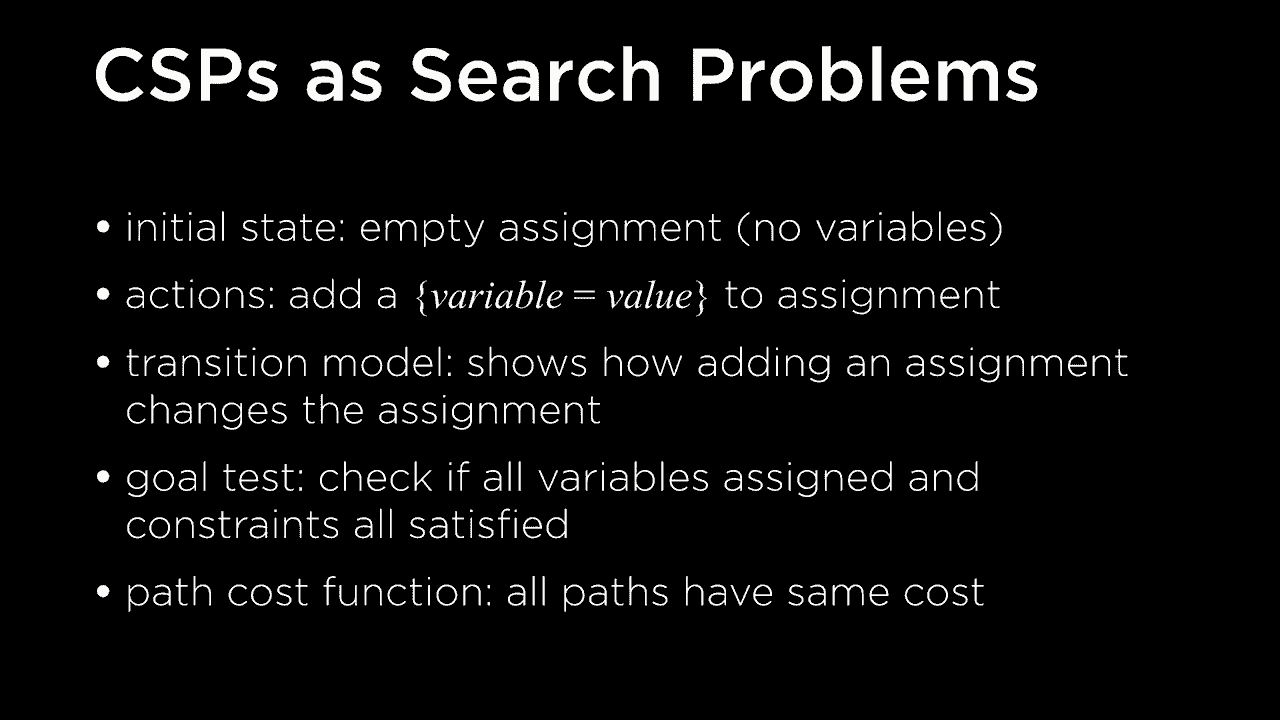 CSPs as Search Problems
• initial state: empty assignment (no variables)
• actions: add a {variable = value} to assignment
• transition model: shows how adding an assignment
changes the assignment
• goal test: check if all variables assigned and
constraints all satisfied
• path cost function: all paths have same cost